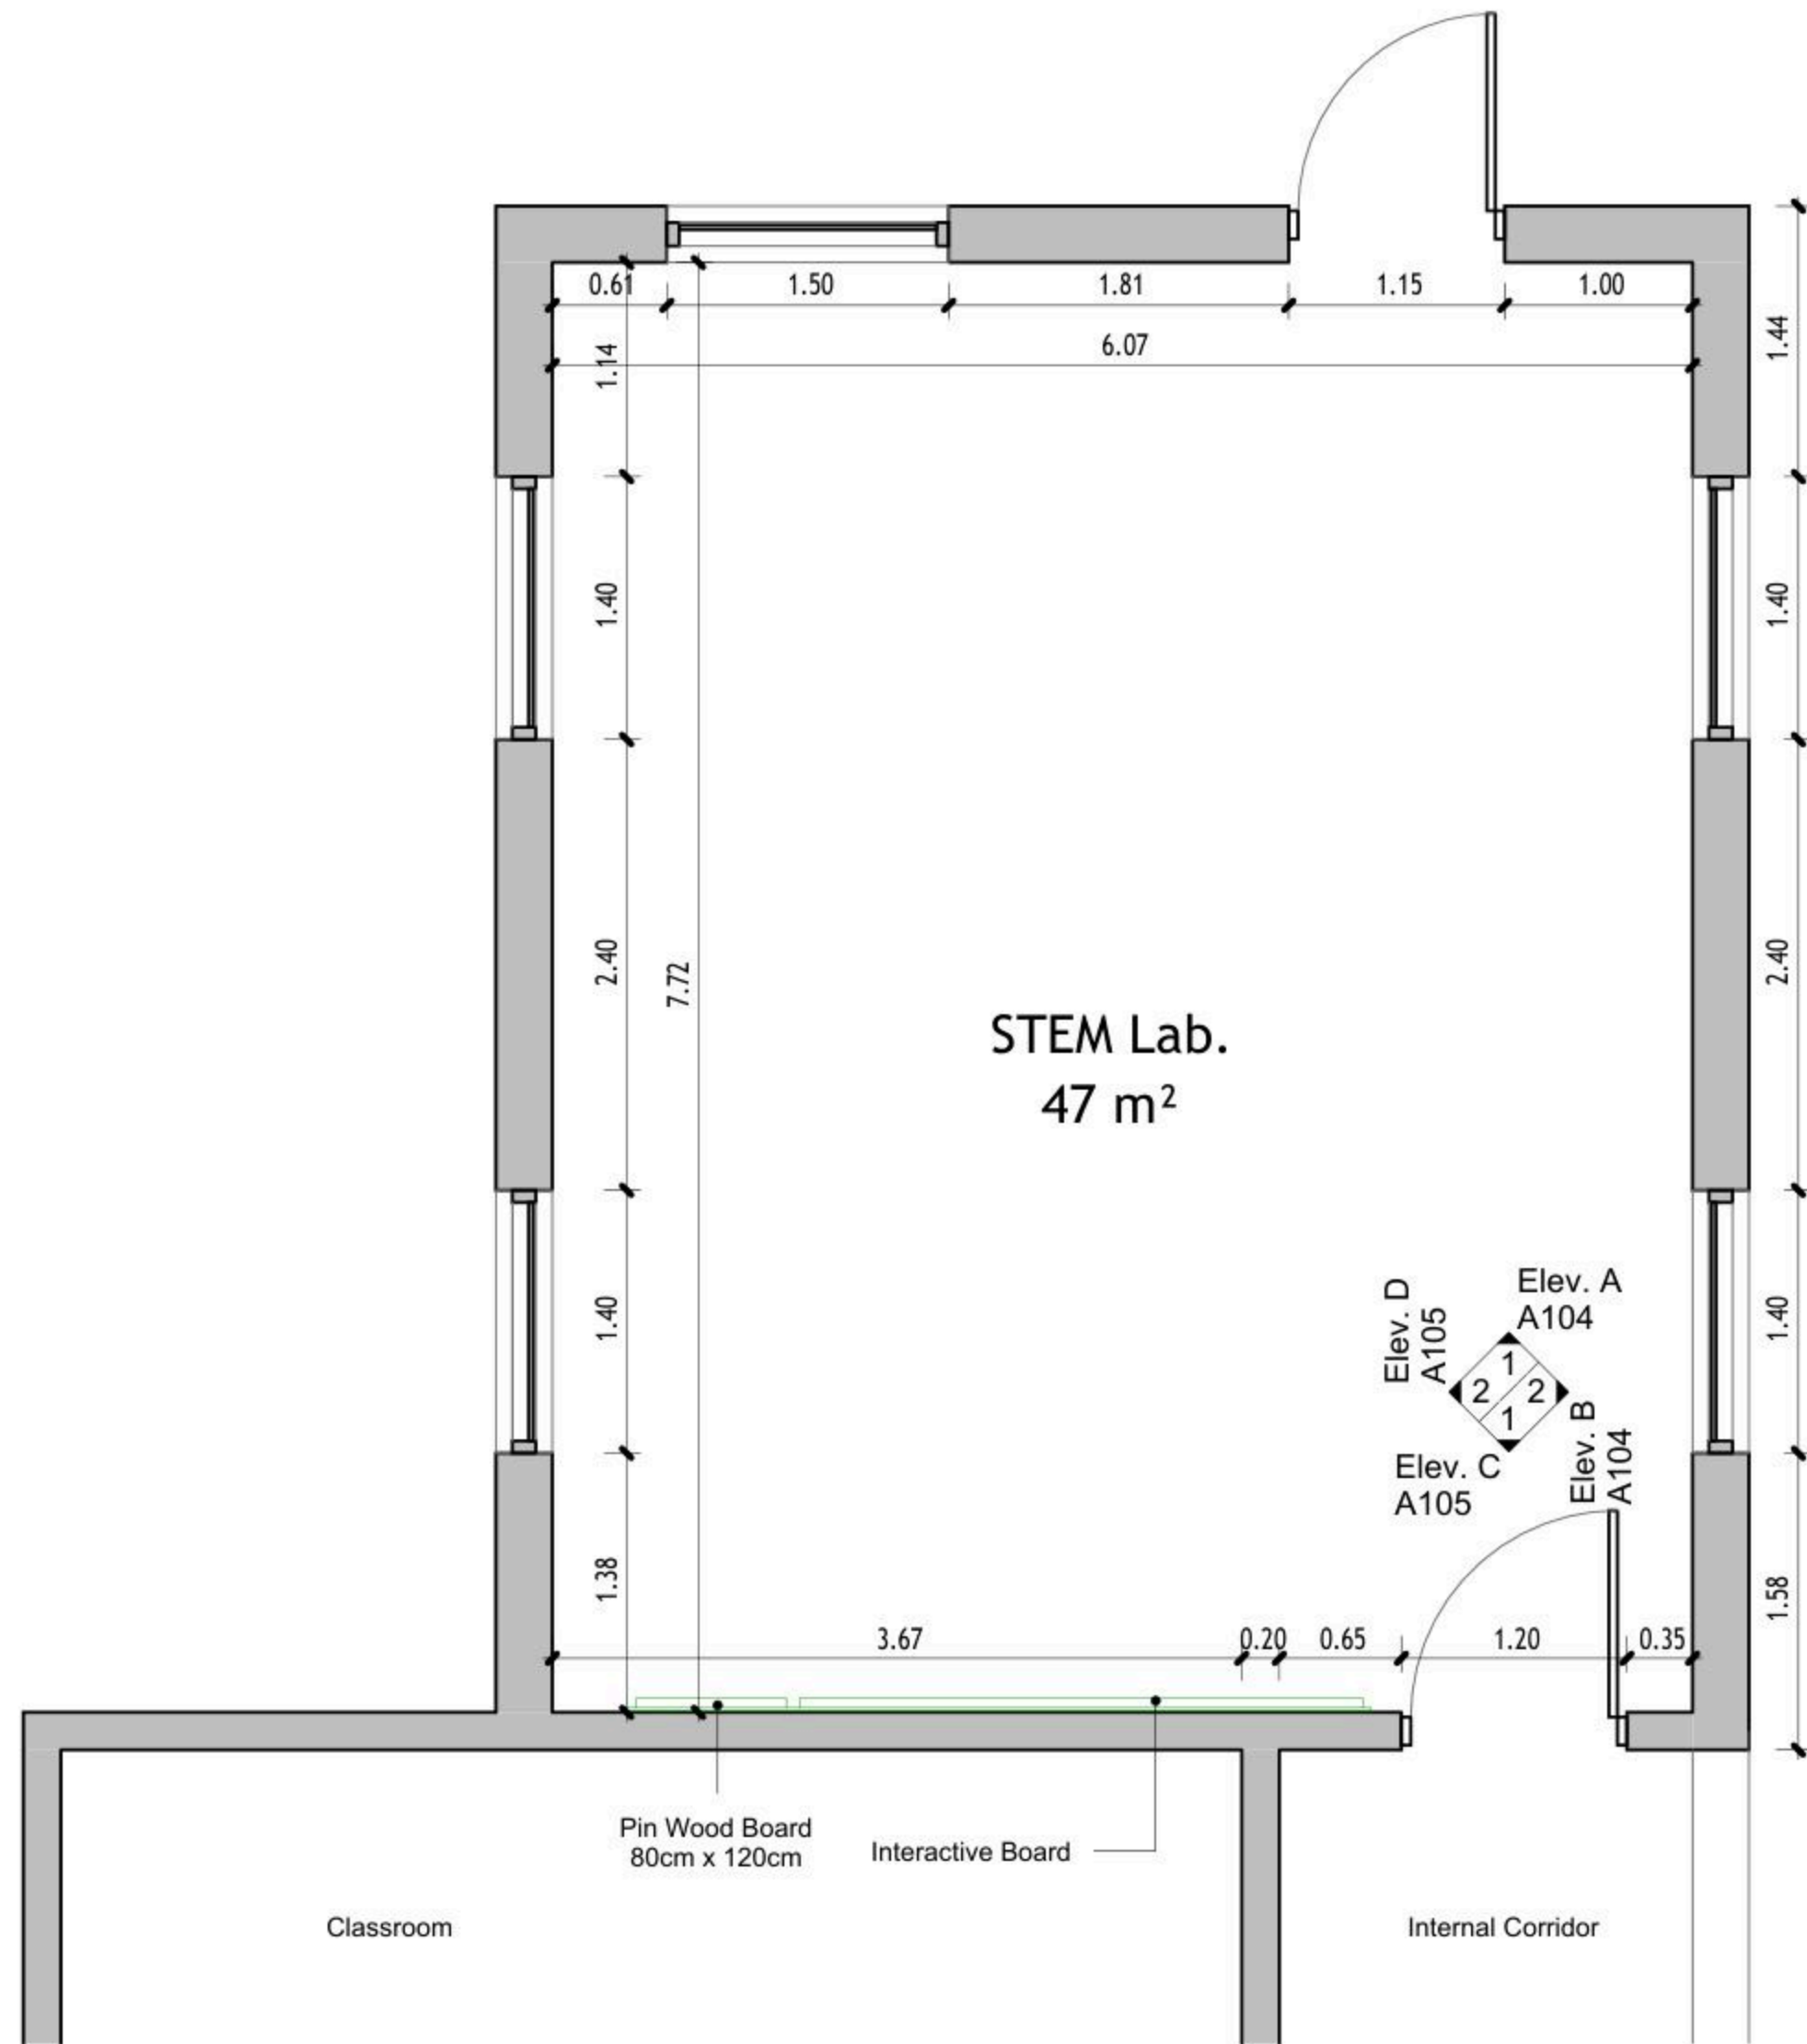 0.61
1.50
1.81
1.15
1.00
6.07
1.14
1.44
1.40
1.40
2.40
7.72
2.40
STEM Lab.
47 m²
1.40
1.40
Elev. A
A104
Elev. D
A105
1
2
2
1
Elev. B
A104
Elev. C
A105
1.38
1.58
3.67
0.20
0.65
1.20
0.35
Pin Wood Board
80cm x 120cm
Interactive Board
Classroom
Internal Corridor